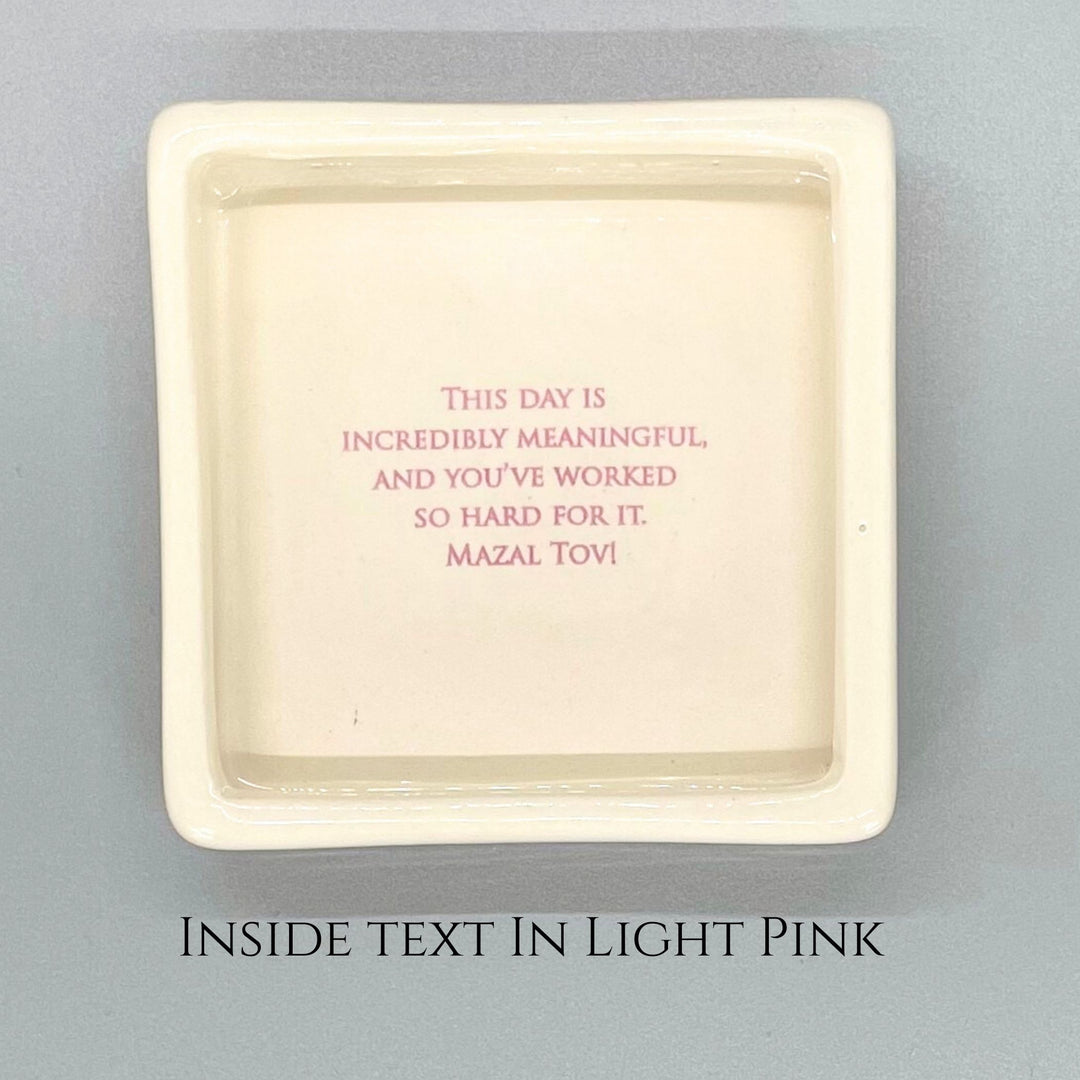 This day is
incredibly meaningful,
and you've worked
so hard for it.
Mazal Tov!
Inside text In Light Pink